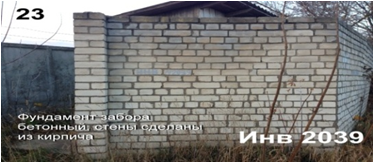 23
Фундамент забора
бетонный, стены сделаны
из кирпича
Инв 2039